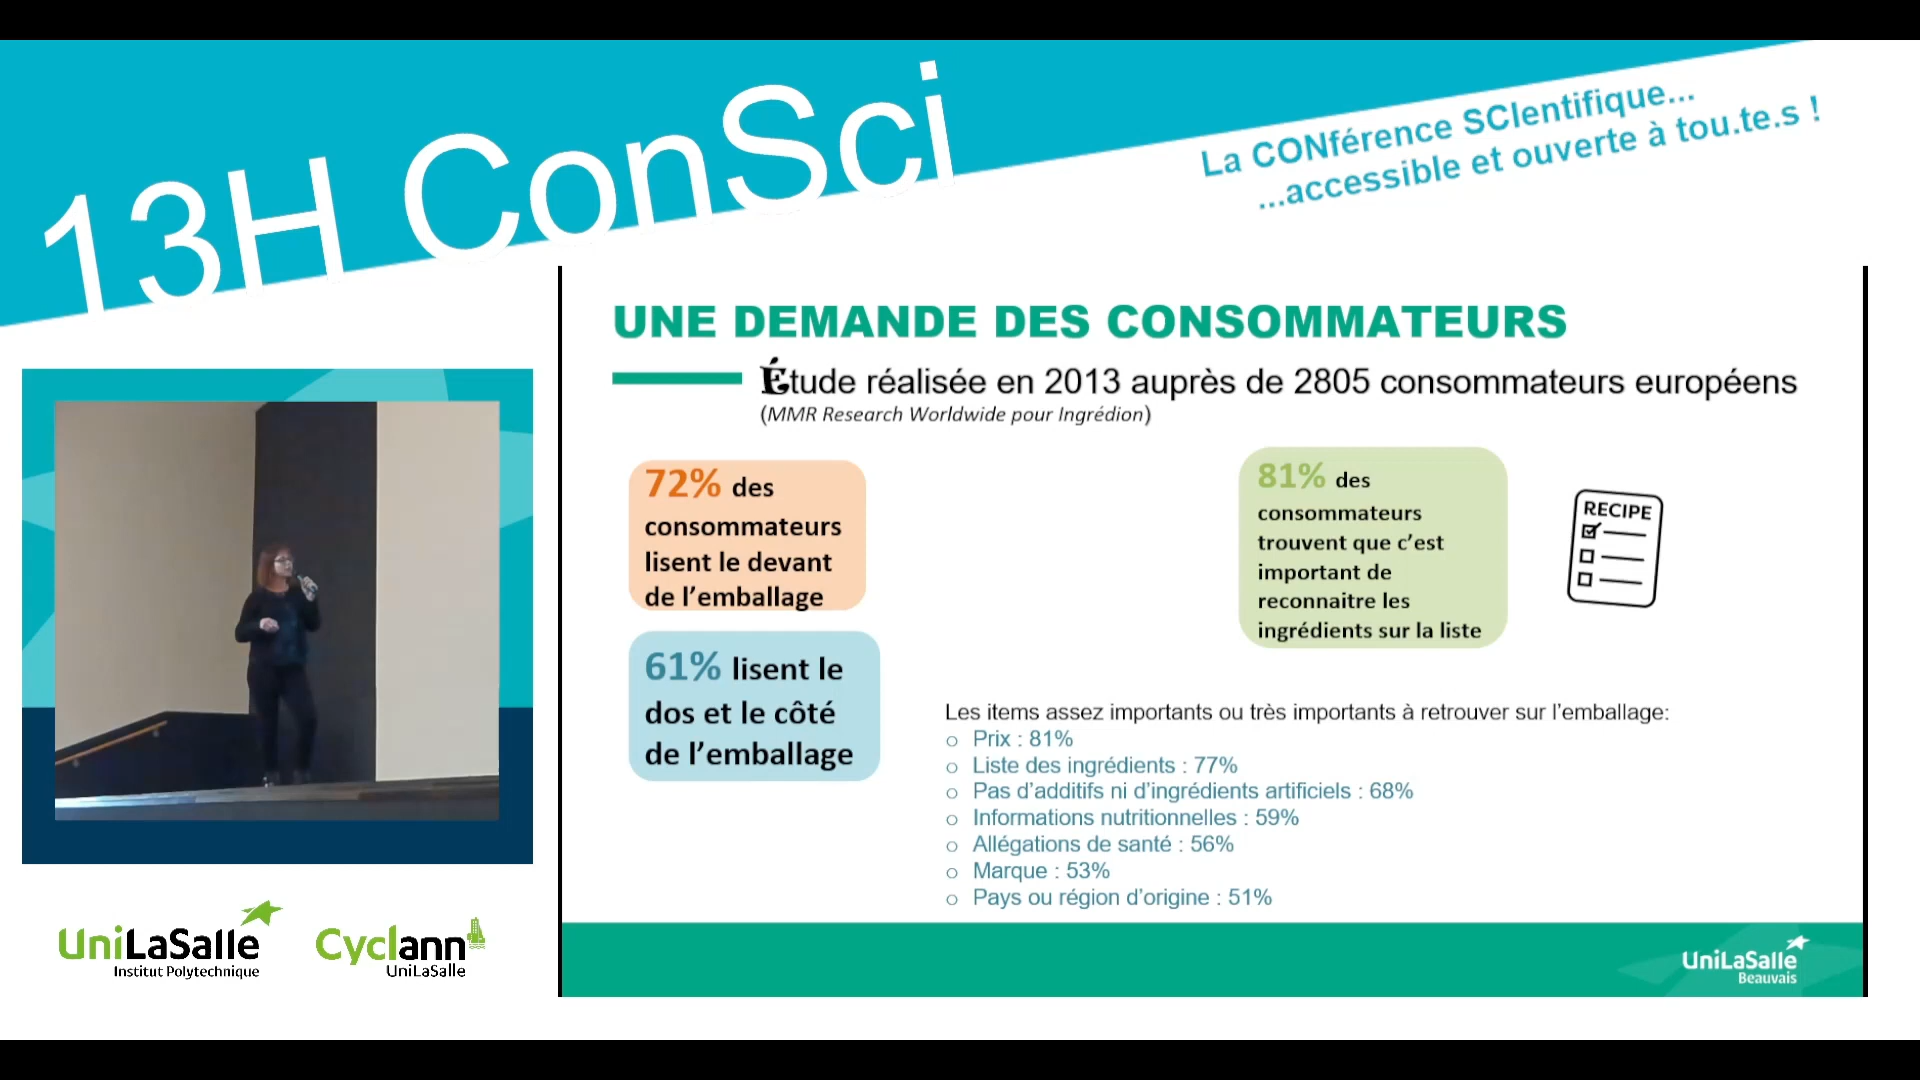 13H ConSci
La CONférence SCIentifique...
...accessible et ouverte à tou.te.s !
UNE DEMANDE DES CONSOMMATEURS
Étude réalisée en 2013 auprès de 2805 consommateurs européens
(MMR Research Worldwide pour Ingrédion)
72% des
consommateurs
lisent le devant
de l’emballage
61% lisent le
dos et le côté
de l’emballage
81% des
consommateurs
trouvent que c’est
important de
reconnaitre les
ingrédients sur la liste
RECIPE
Les items assez importants ou très importants à retrouver sur l’emballage:
o Prix : 81%
o Liste des ingrédients : 77%
o Pas d’additifs ni d’ingrédients artificiels : 68%
o Informations nutritionnelles : 59%
o Allégations de santé : 56%
o Marque : 53%
o Pays ou région d’origine : 51%
UniLaSalle
Institut Polytechnique
Cyclann
UniLaSalle
UniLaSalle
Beauvais